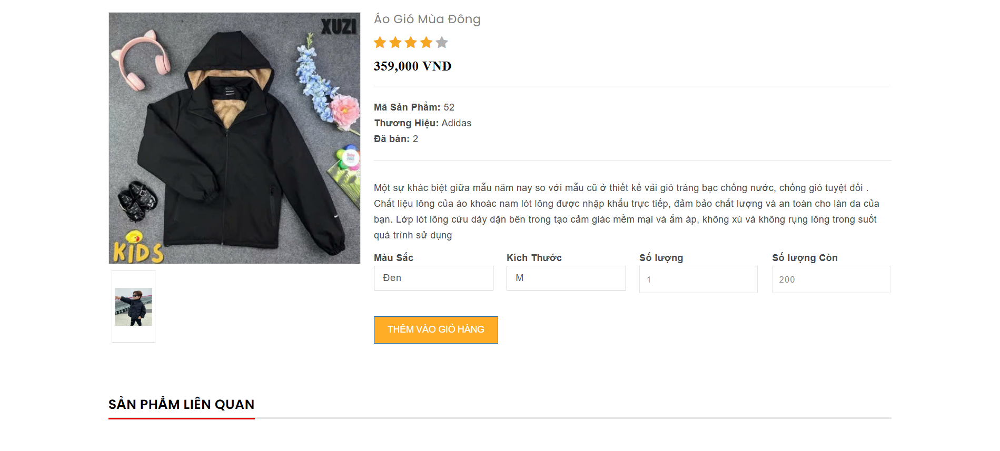 XUZI
KIDS
Áo Gió Mùa Đông
359,000 VNĐ
Mã Sản Phẩm: 52
Thương Hiệu: Adidas
Đã bán: 2
Một sự khác biệt giữa mẫu năm nay so với mẫu cũ ở thiết kế vải gió tráng bạc chống nước, chống gió tuyệt đối .
Chất liệu lông của áo khoác nam lót lông được nhập khẩu trực tiếp, đảm bảo chất lượng và an toàn cho làn da của
bạn. Lớp lót lông cừu dày dặn bên trong tạo cảm giác mềm mại và ấm áp, không xù và không rụng lông trong suốt
quá trình sử dụng
Màu Sắc Kích Thước Số lượng Số lượng Còn
Đen M 1 200
THÊM VÀO GIỎ HÀNG
SẢN PHẨM LIÊN QUAN